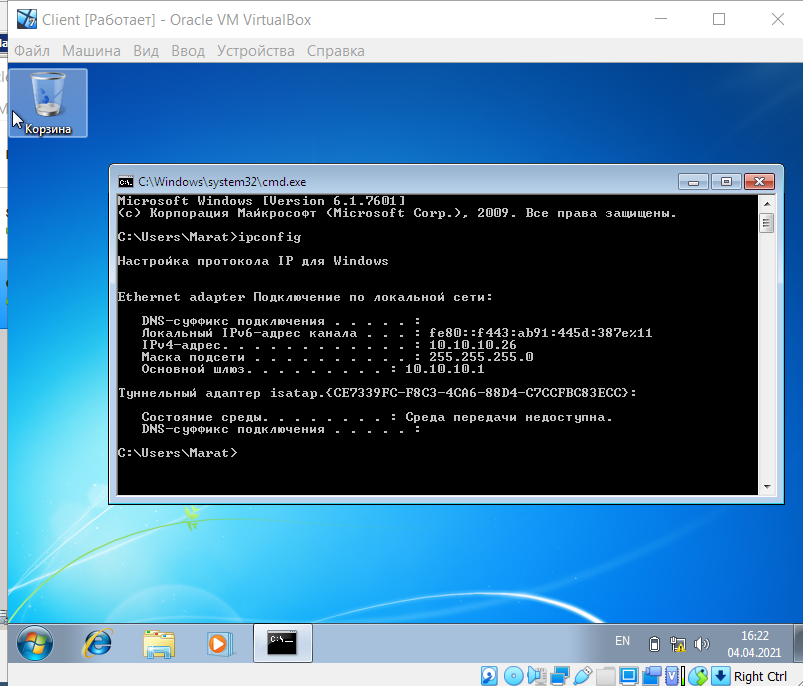 Client [Работает] - Oracle VM VirtualBox
Файл Машина Вид Ввод Устройства Справка
Корзина
C:\Windows\system32\cmd.exe
Microsoft Windows [Version 6.1.7601]
(c) Корпорация Майкрософт (Microsoft Corp.), 2009. Все права защищены.
C:\Users\Marat>ipconfig
Настройка протокола IP для Windows
Ethernet adapter Подключение по локальной сети:
DNS-суффикс подключения . . . . . :
Локальный IPv6-адрес канала . . . : fe80::f443:ab91:445d:387e%11
IPv4-адрес. . . . . . . . . . . . : 10.10.10.26
Маска подсети . . . . . . . . . . : 255.255.255.0
Основной шлюз. . . . . . . . . : 10.10.10.1
Туннельный адаптер isatap.{CE7339FC-F8C3-4CA6-88D4-C7CCFBC83ECC}:
Состояние среды. . . . . . . . : Среда передачи недоступна.
DNS-суффикс подключения . . . . . :
C:\Users\Marat>
EN
16:22
04.04.2021
Right Ctrl